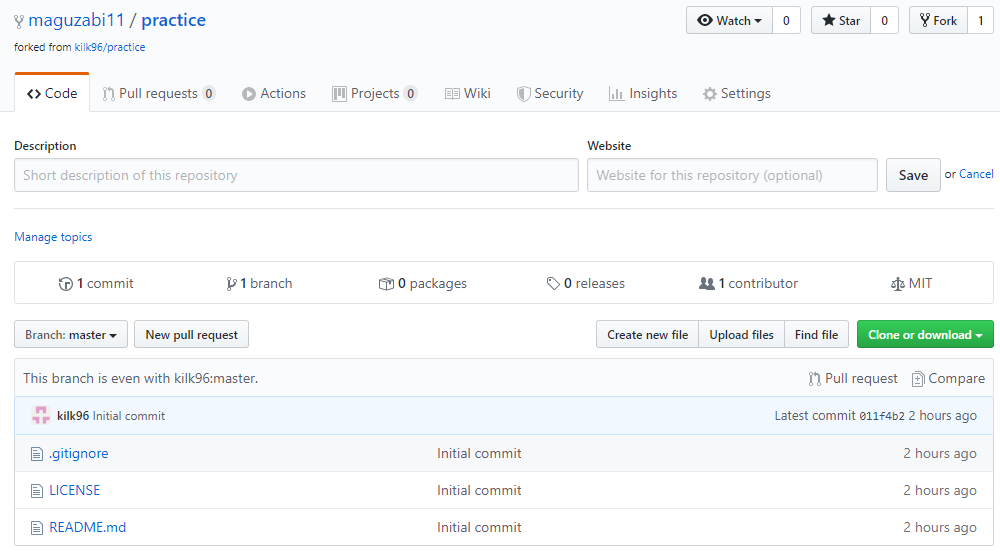 maguzabi11 / practice
Watch 0 Star 0 Fork 1
forked from kilk96/practice
Code Pull requests 0 Actions Projects 0 Wiki Security Insights Settings
Description Website
Short description of this repository Website for this repository (optional) Save or Cancel
Manage topics
1 commit 1 branch 0 packages 0 releases 1 contributor MIT
Branch: master New pull request Create new file Upload files Find file Clone or download
This branch is even with kilk96:master. Pull request Compare
kilk96 Initial commit Latest commit 011f4b2 2 hours ago
.gitignore Initial commit 2 hours ago
LICENSE Initial commit 2 hours ago
README.md Initial commit 2 hours ago